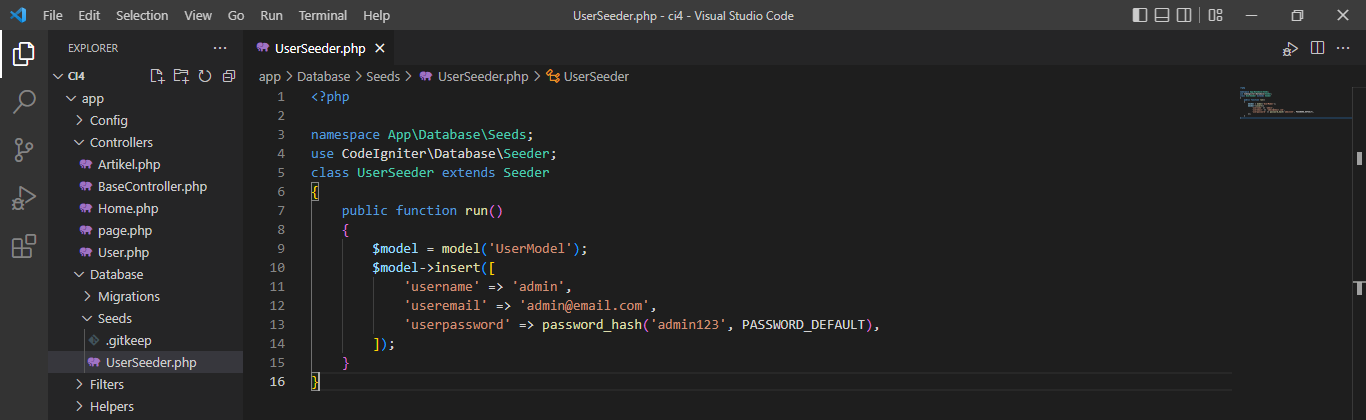 File Edit Selection View Go Run Terminal Help UserSeeder.php - ci4 - Visual Studio Code
EXPLORER
CI4
app
Config
Controllers
Artikel.php
BaseController.php
Home.php
page.php
User.php
Database
Migrations
Seeds
.gitkeep
UserSeeder.php
Filters
Helpers
UserSeeder.php
app > Database > Seeds > UserSeeder.php > UserSeeder
1 <?php
2
3 namespace App\Database\Seeds;
4 use CodeIgniter\Database\Seeder;
5 class UserSeeder extends Seeder
6 {
7     public function run()
8     {
9         $model = model('UserModel');
10         $model->insert([
11             'username' => 'admin',
12             'useremail' => 'admin@email.com',
13             'userpassword' => password_hash('admin123', PASSWORD_DEFAULT),
14         ]);
15     }
16 }